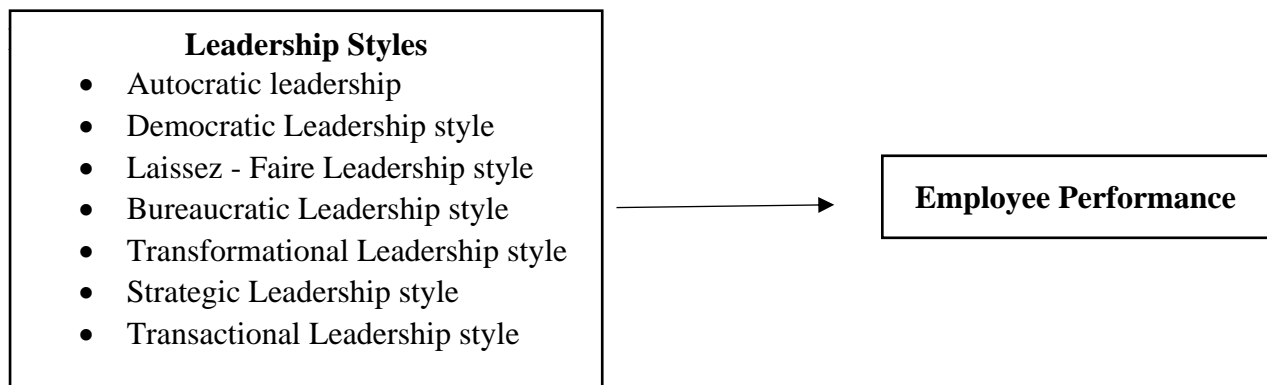 Leadership Styles
• Autocratic leadership
• Democratic Leadership style
• Laissez - Faire Leadership style
• Bureaucratic Leadership style
• Transformational Leadership style
• Strategic Leadership style
• Transactional Leadership style
Employee Performance